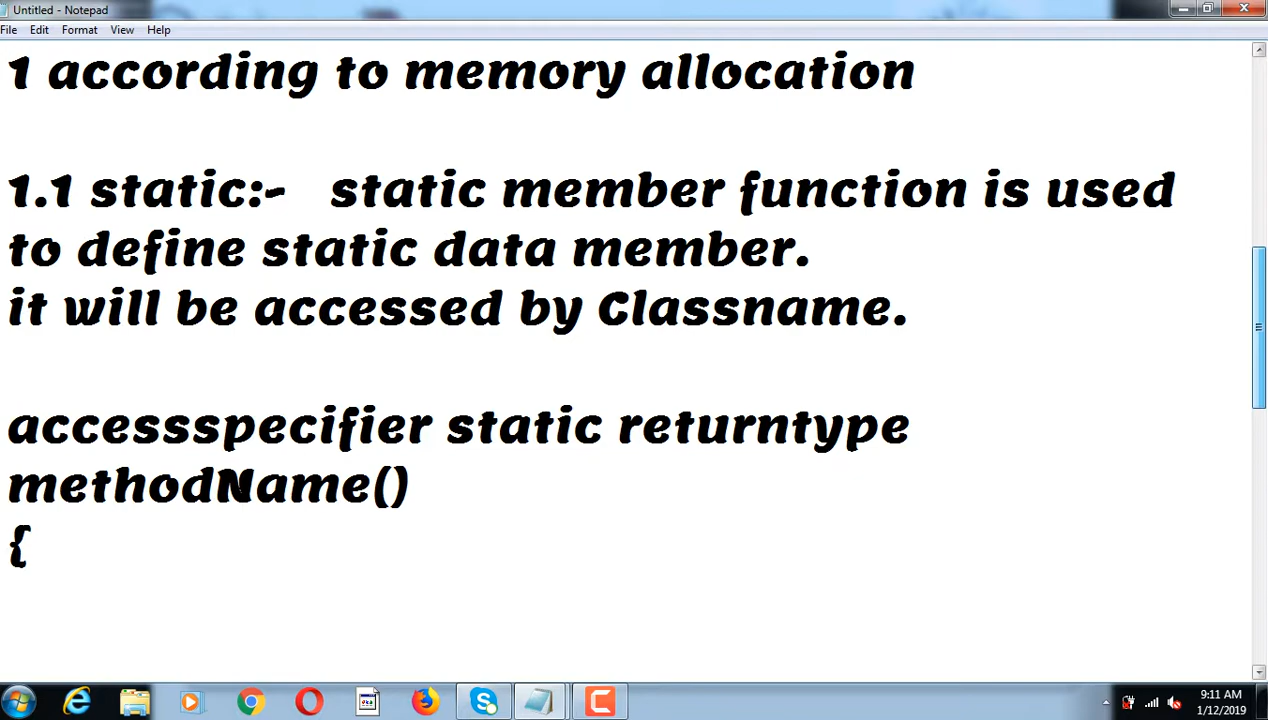 Untitled - Notepad
File Edit Format View Help
1 according to memory allocation
1.1 static:-   static member function is used
to define static data member.
it will be accessed by Classname.
accessspecifier static returntype
methodName()
{
9:11 AM
1/12/2019